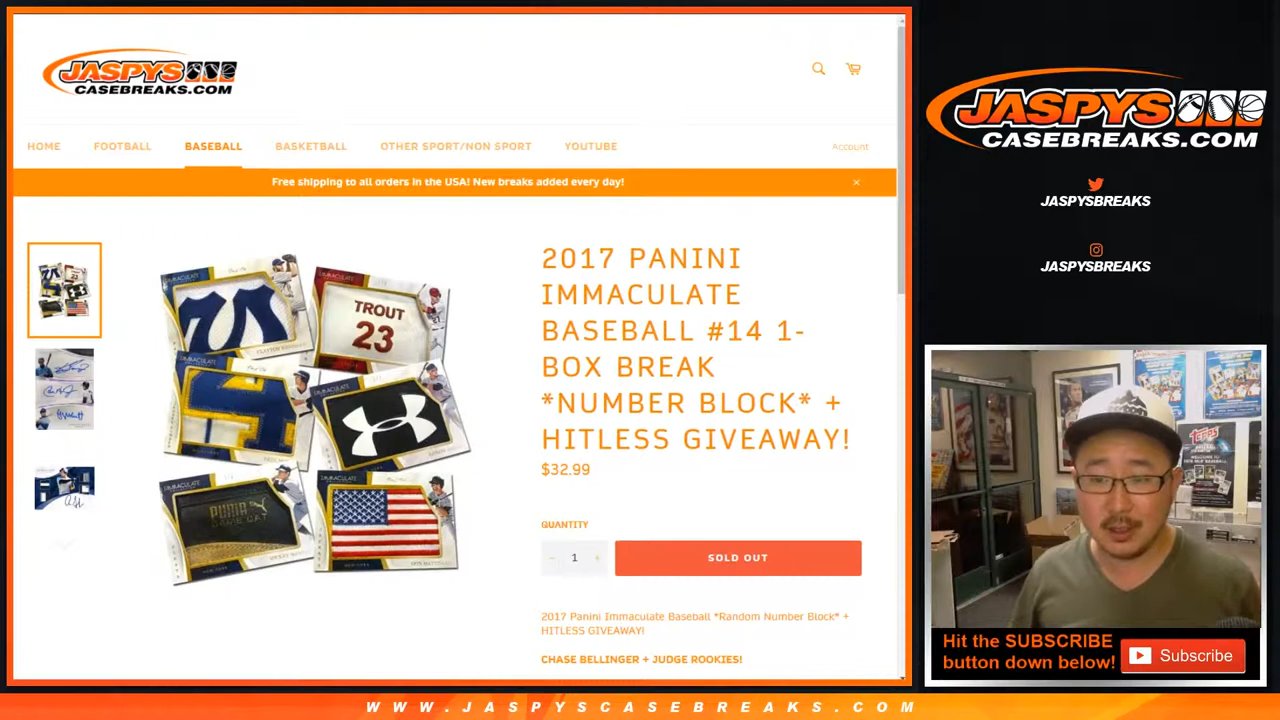 JASPYS
CASEBREAKS.COM
HOME FOOTBALL BASEBALL BASKETBALL OTHER SPORT/NON SPORT YOUTUBE Account
Free shipping to all orders in the USA! New breaks added every day! ×
2017 PANINI
IMMACULATE
BASEBALL #14 1-
BOX BREAK
*NUMBER BLOCK* +
HITLESS GIVEAWAY!
$32.99
QUANTITY
− 1 +
SOLD OUT
2017 Panini Immaculate Baseball *Random Number Block* +
HITLESS GIVEAWAY!
CHASE BELLINGER + JUDGE ROOKIES!
IMMACULATE
TROUT
23
PUMA
JASPYS
CASEBREAKS.COM
JASPYSBREAKS
JASPYSBREAKS
TOPPS
Hit the SUBSCRIBE
button down below!
Subscribe
WWW.JASPYSCASEBREAKS.COM